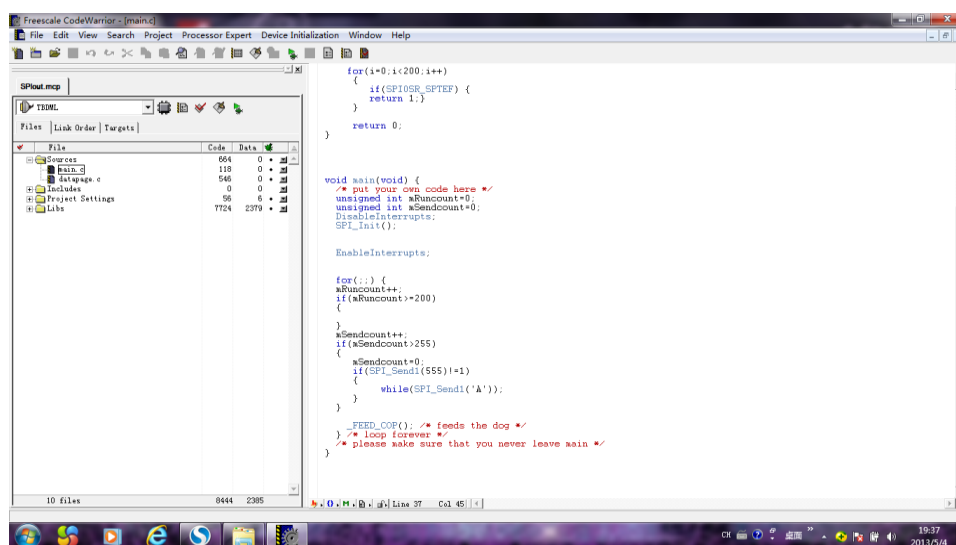 Freescale CodeWarrior - [main.c]
File Edit View Search Project Processor Expert Device Initialization Window Help
SPIout.mcp
TBDML
Files Link Order Targets
File Code Data
Sources 664 0
main.c 118 0
datapage.c 546 0
Includes 0 0
Project Settings 56 6
Libs 7724 2379
10 files 8444 2385
for(i=0;i<200;i++)
{
if(SPI0SR_SPTEF) {
return 1;}
}
return 0;
}
void main(void) {
/* put your own code here */
unsigned int mRuncount=0;
unsigned int mSendcount=0;
DisableInterrupts;
SPI_Init();
EnableInterrupts;
for(;;) {
mRuncount++;
if(mRuncount>=200)
{
}
mSendcount++;
if(mSendcount>255)
{
mSendcount=0;
if(SPI_Send1(555)!=1)
{
while(SPI_Send1('A'));
}
}
_FEED_COP(); /* feeds the dog */
} /* loop forever */
/* please make sure that you never leave main */
}
Line 37 Col 45
CH 桌面 19:37
2013/5/4